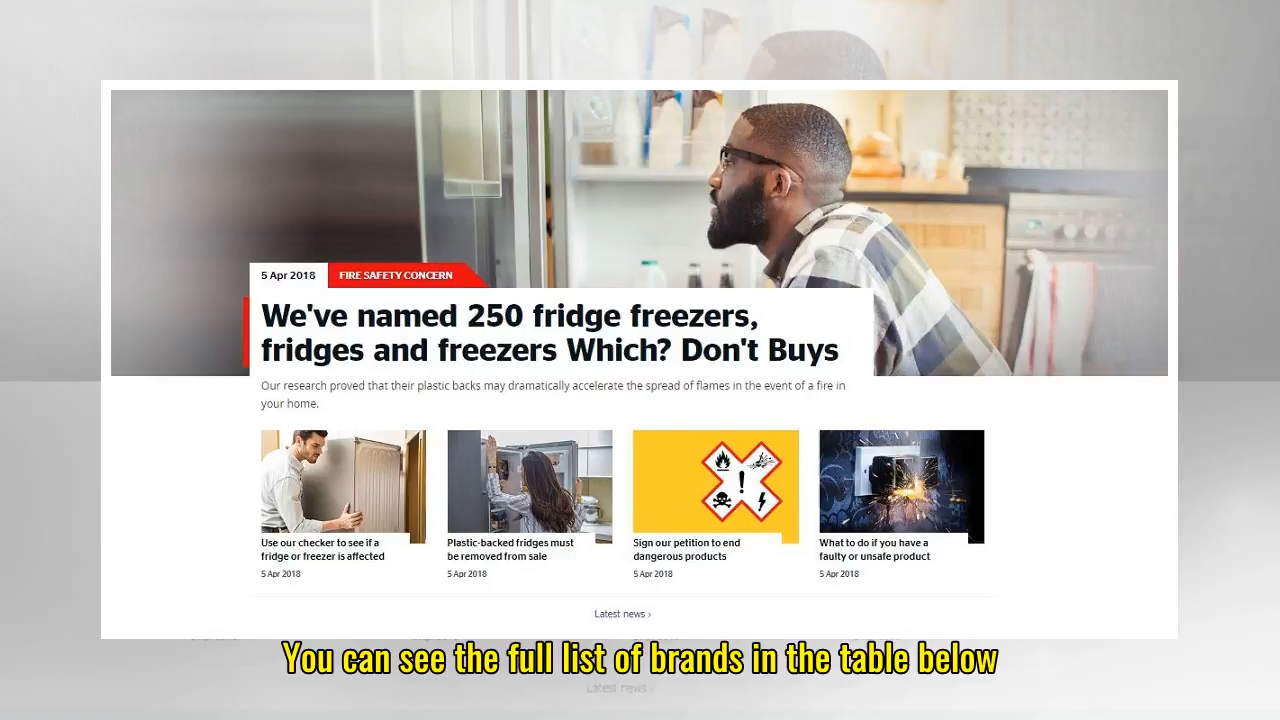 5 Apr 2018
FIRE SAFETY CONCERN
We've named 250 fridge freezers,
fridges and freezers Which? Don't Buys
Our research proved that their plastic backs may dramatically accelerate the spread of flames in the event of a fire in
your home.
Use our checker to see if a
fridge or freezer is affected
5 Apr 2018
Plastic-backed fridges must
be removed from sale
5 Apr 2018
Sign our petition to end
dangerous products
5 Apr 2018
What to do if you have a
faulty or unsafe product
5 Apr 2018
Latest news ›
You can see the full list of brands in the table below
Latest news ›